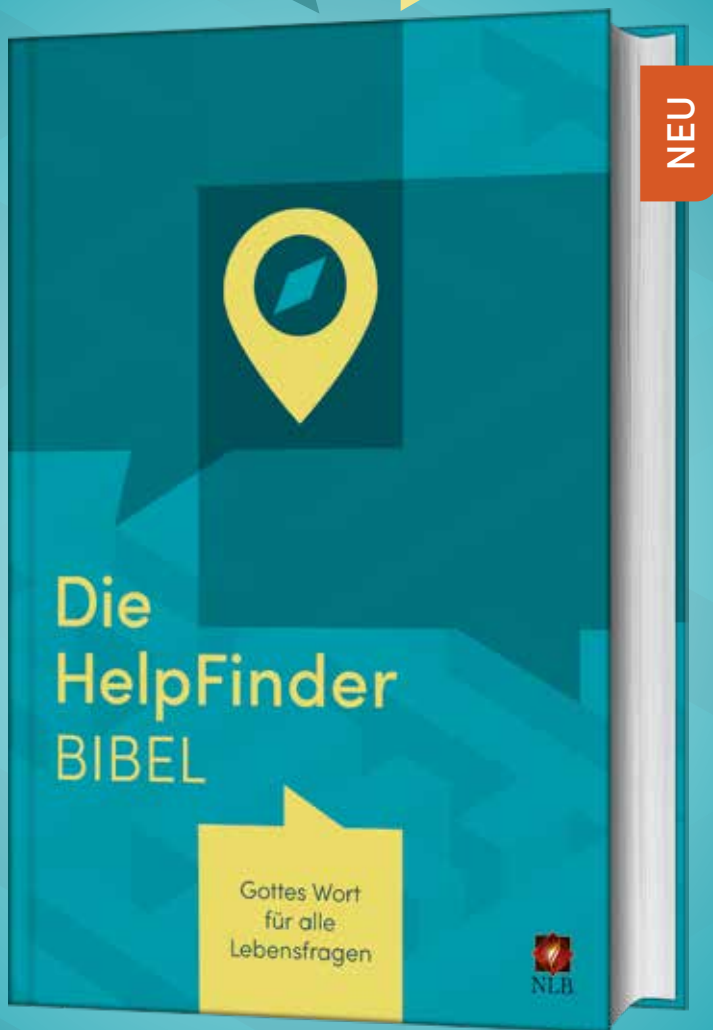 NEU
Die
HelpFinder
BIBEL
Gottes Wort
für alle
Lebensfragen
NLB